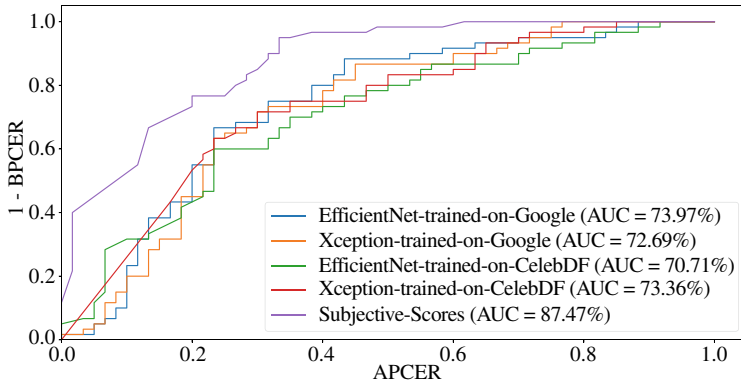 1.0
0.8
0.6
0.4
0.2
0.0
1 - BPCER
EfficientNet-trained-on-Google (AUC = 73.97%)
Xception-trained-on-Google (AUC = 72.69%)
EfficientNet-trained-on-CelebDF (AUC = 70.71%)
Xception-trained-on-CelebDF (AUC = 73.36%)
Subjective-Scores (AUC = 87.47%)
0.0 0.2 0.4 0.6 0.8 1.0
APCER